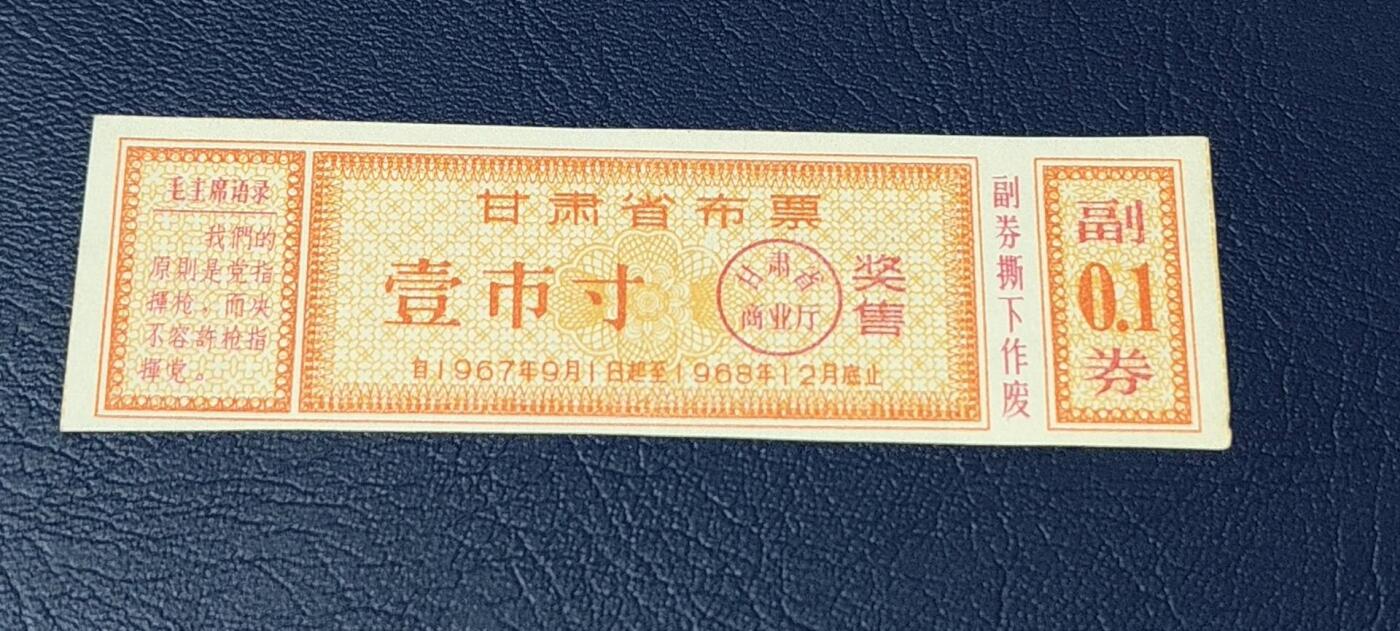 毛主席语录
我們的
原則是党指
揮枪，而决
不容許枪指
揮党。
甘肃省布票
壹市寸
甘肃省
商业厅
奖售
自1967年9月1日起至1968年12月底止
副券撕下作废
副
0.1
券